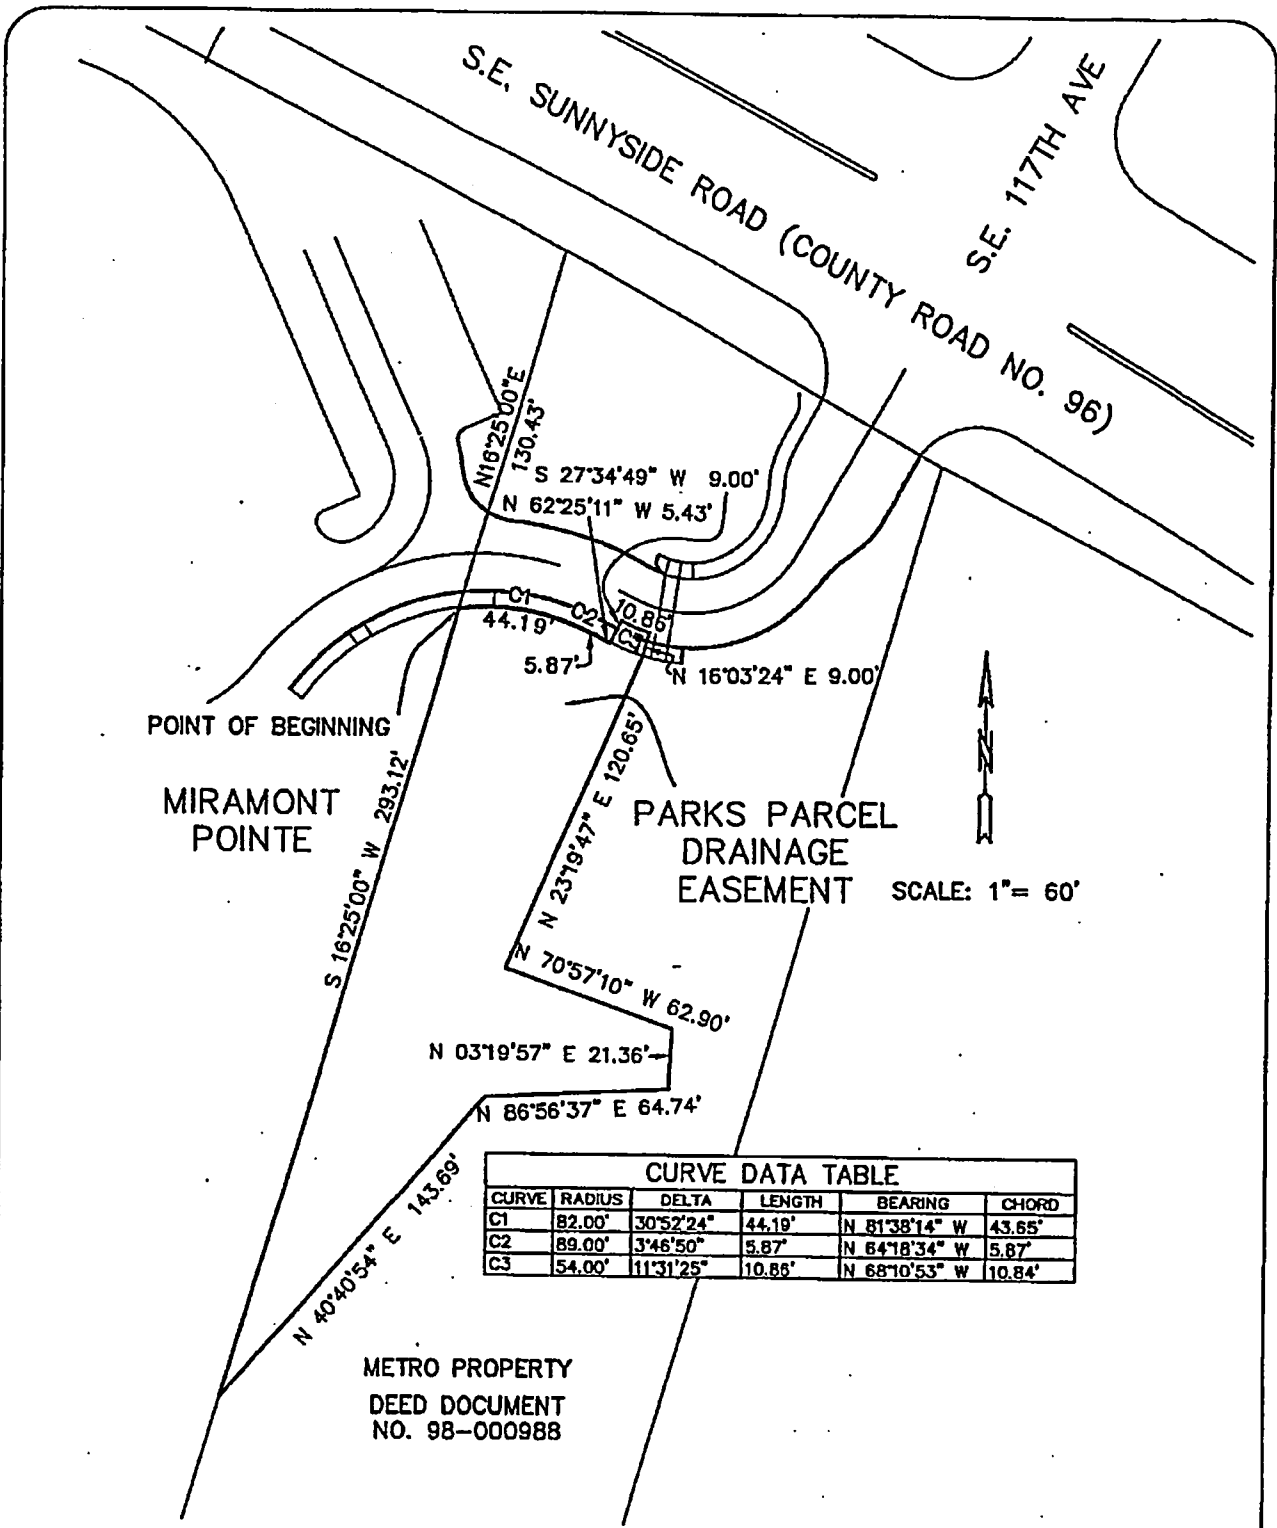 S.E. SUNNYSIDE ROAD (COUNTY ROAD NO. 96)
S.E. 117TH AVE
N16°25'00"E
130.43'
S 27°34'49" W 9.00'
N 62°25'11" W 5.43'
C1
44.19'
C2
10.86'
C3
5.87'
N 16°03'24" E 9.00'
POINT OF BEGINNING
MIRAMONT
POINTE
S 16°25'00" W 293.12'
N 23°19'47" E 120.65'
PARKS PARCEL
DRAINAGE
EASEMENT
N
SCALE: 1"= 60'
N 70°57'10" W 62.90'
N 03°19'57" E 21.36'
N 86°56'37" E 64.74'
N 40°40'54" E 143.69'
CURVE DATA TABLE
CURVE RADIUS DELTA LENGTH BEARING CHORD
C1 82.00' 30°52'24" 44.19' N 81°38'14" W 43.65'
C2 89.00' 3°46'50" 5.87' N 64°18'34" W 5.87'
C3 54.00' 11°31'25" 10.86' N 68°10'53" W 10.84'
METRO PROPERTY
DEED DOCUMENT
NO. 98-000988